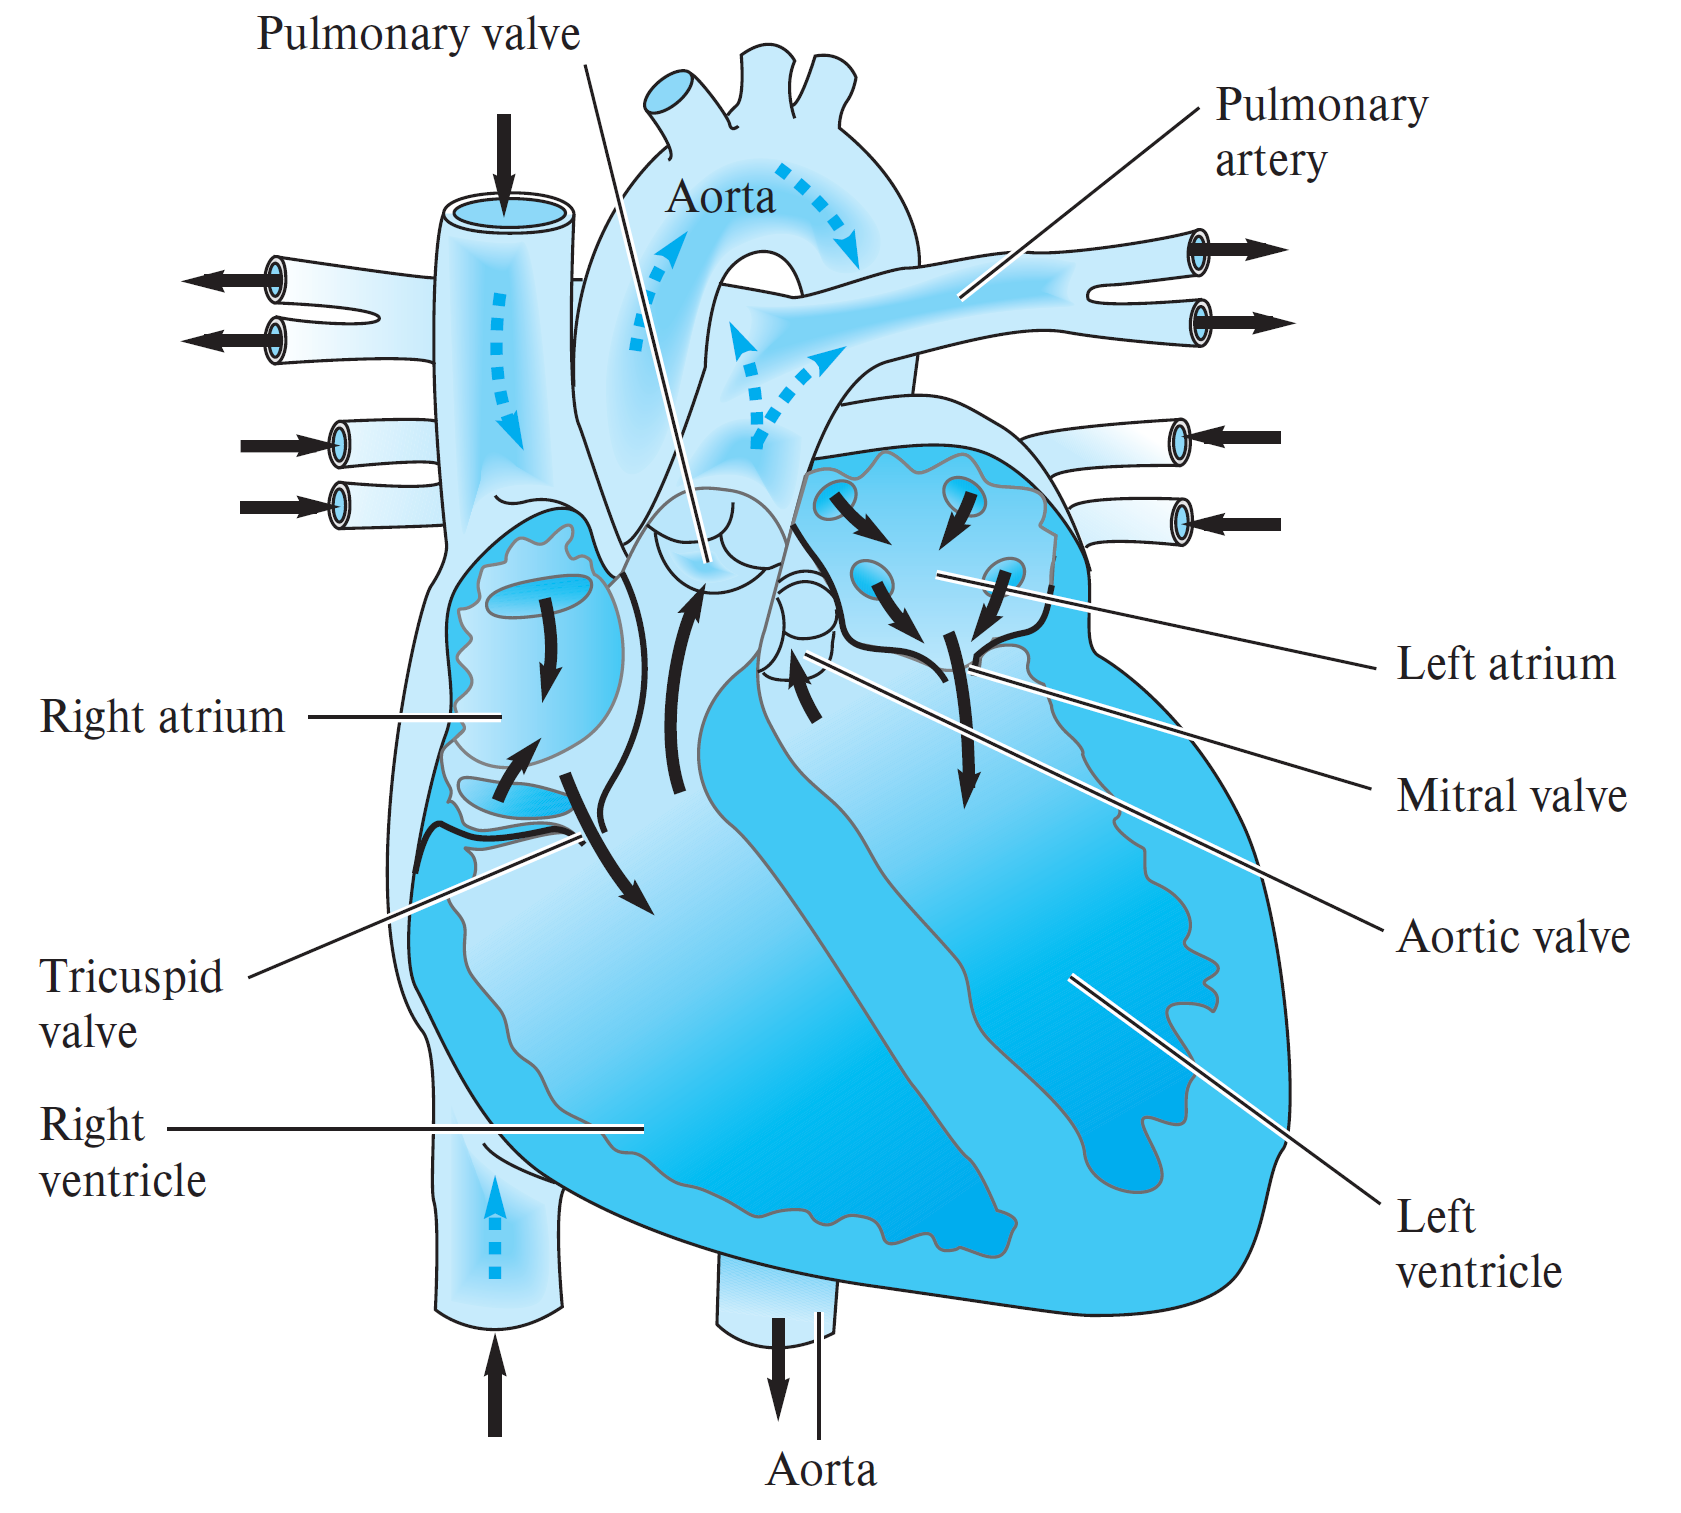 Pulmonary valve
Pulmonary
artery
Aorta
Left atrium
Right atrium
Mitral valve
Aortic valve
Tricuspid
valve
Right
ventricle
Left
ventricle
Aorta